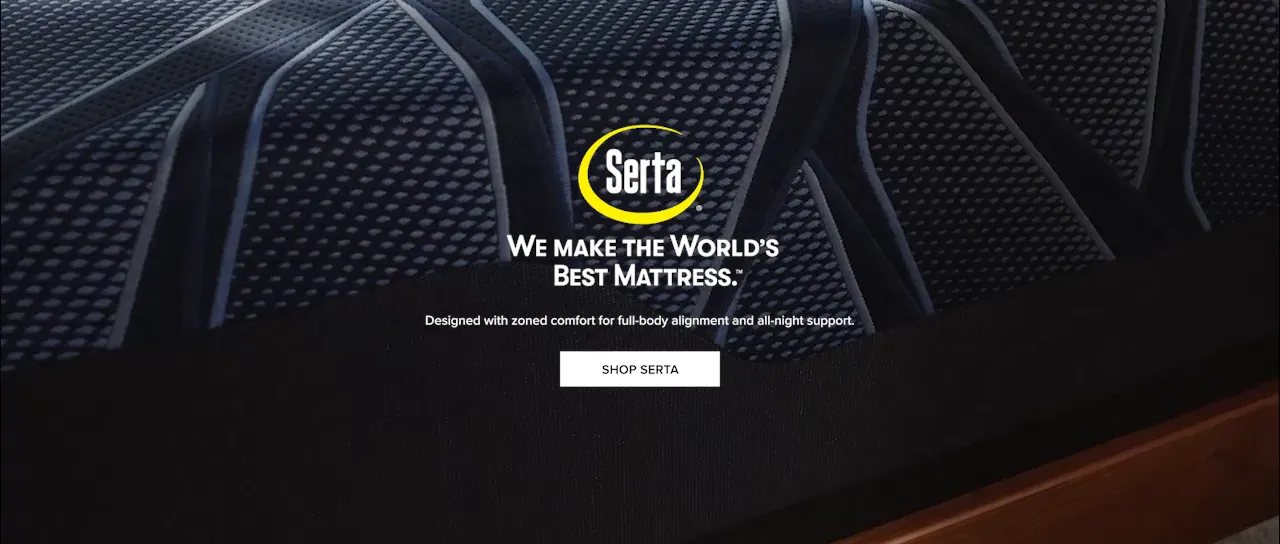 Serta®
WE MAKE THE WORLD'S
BEST MATTRESS.™
Designed with zoned comfort for full-body alignment and all-night support.
SHOP SERTA